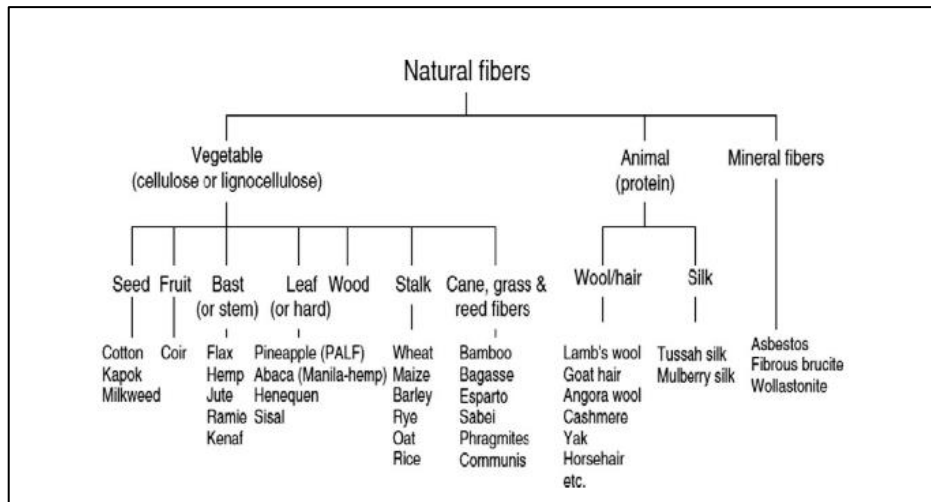 Natural fibers
Vegetable
(cellulose or lignocellulose)
Animal
(protein)
Mineral fibers
Seed
Fruit
Bast
(or stem)
Leaf
(or hard)
Wood
Stalk
Cane, grass &
reed fibers
Wool/hair
Silk
Cotton
Kapok
Milkweed
Coir
Flax
Hemp
Jute
Ramie
Kenaf
Pineapple (PALF)
Abaca (Manila-hemp)
Henequen
Sisal
Wheat
Maize
Barley
Rye
Oat
Rice
Bamboo
Bagasse
Esparto
Sabei
Phragmites
Communis
Lamb's wool
Goat hair
Angora wool
Cashmere
Yak
Horsehair
etc.
Tussah silk
Mulberry silk
Asbestos
Fibrous brucite
Wollastonite